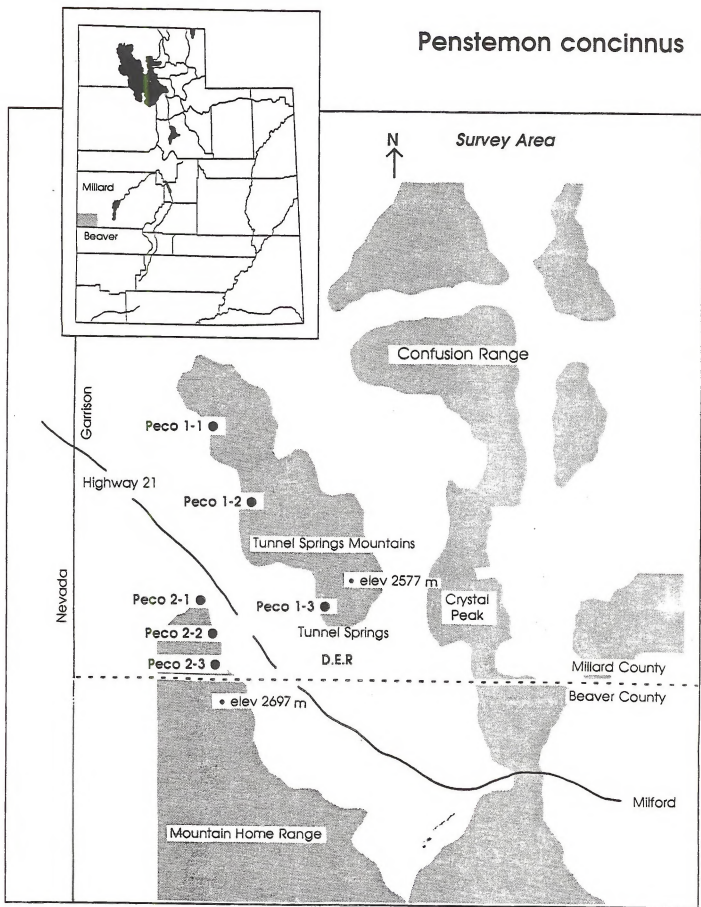 Penstemon concinnus
Survey Area
N
Millard
Beaver
Confusion Range
Garrison
Peco 1-1
Highway 21
Peco 1-2
Tunnel Springs Mountains
elev 2577 m
Nevada
Peco 2-1
Peco 1-3
Crystal
Peak
Tunnel Springs
Peco 2-2
D.E.R
Peco 2-3
Millard County
Beaver County
elev 2697 m
Milford
Mountain Home Range